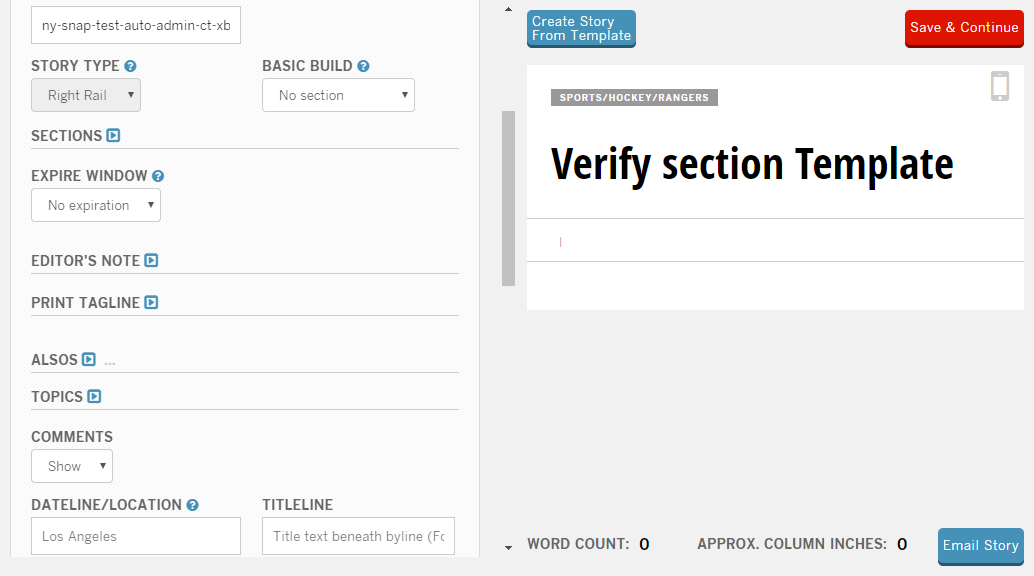 ny-snap-test-auto-admin-ct-xb
STORY TYPE ?
BASIC BUILD ?
Right Rail
No section
SECTIONS
EXPIRE WINDOW ?
No expiration
EDITOR'S NOTE
PRINT TAGLINE
ALSOS ...
TOPICS
COMMENTS
Show
DATELINE/LOCATION ?
TITLELINE
Los Angeles
Title text beneath byline (Fo
Create Story
From Template
Save & Continue
SPORTS/HOCKEY/RANGERS
Verify section Template
WORD COUNT: 0
APPROX. COLUMN INCHES: 0
Email Story